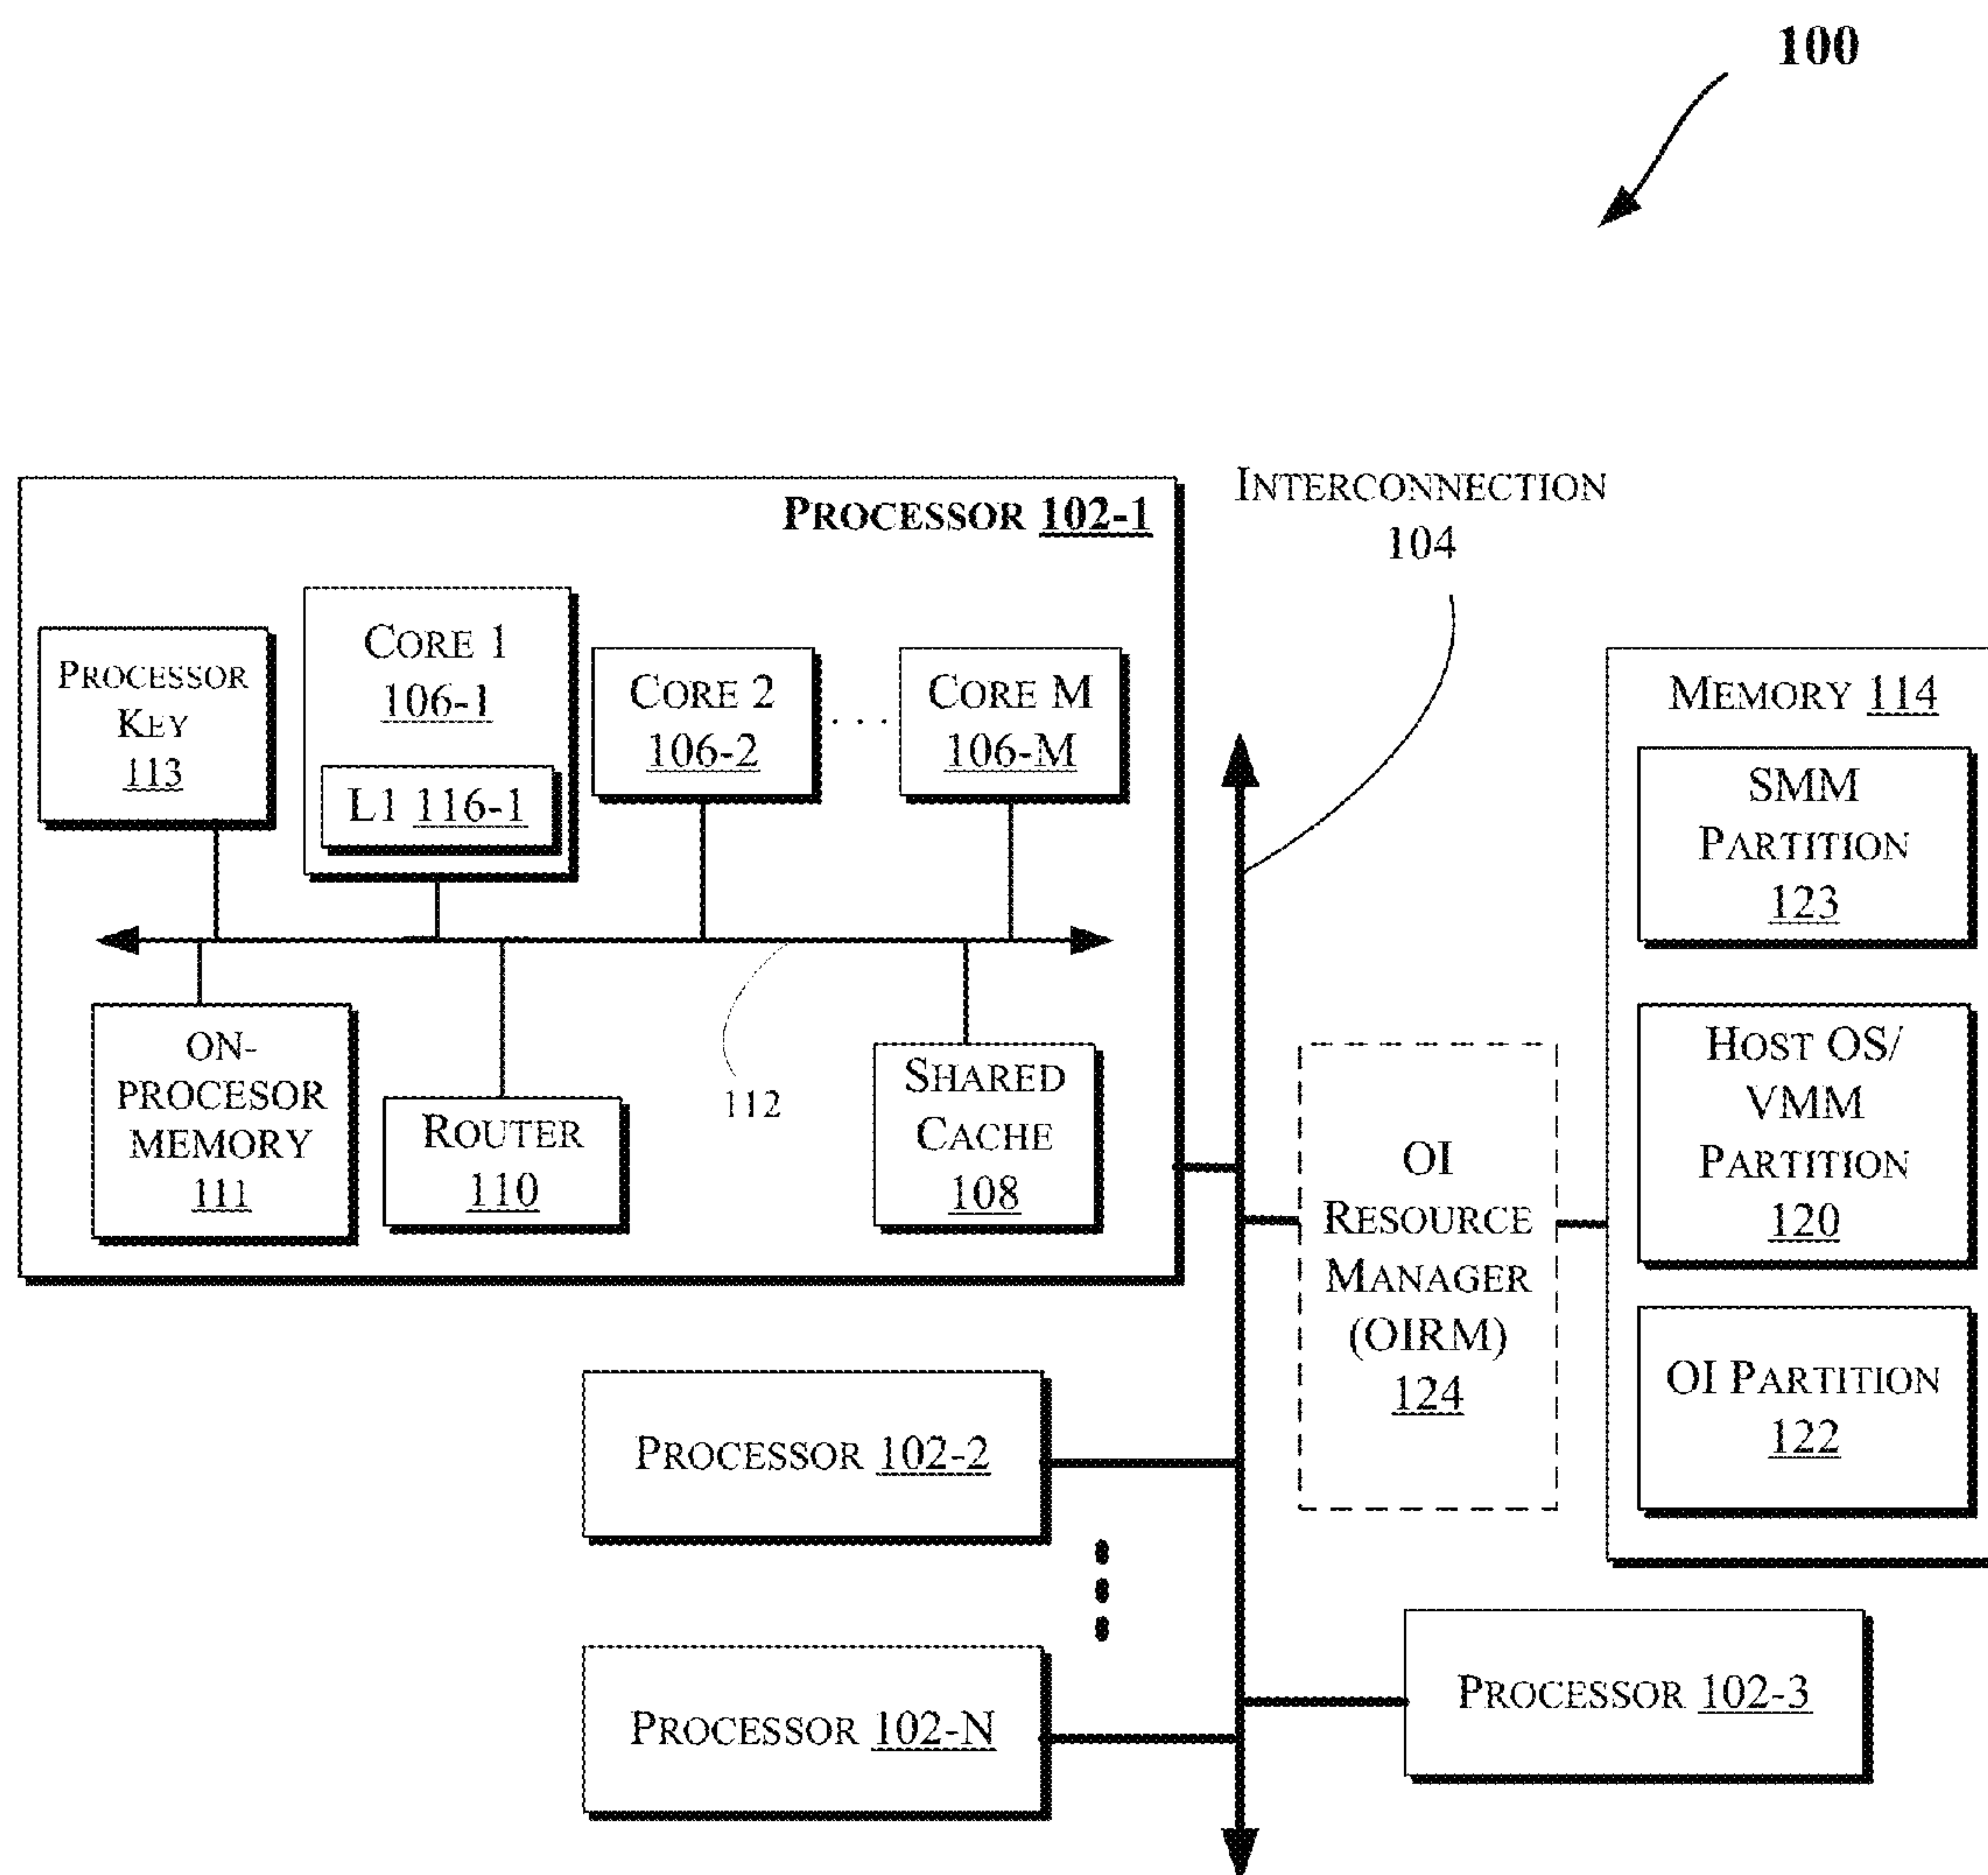 100
INTERCONNECTION
104
PROCESSOR 102-1
PROCESSOR
KEY
113
CORE 1
106-1
L1 116-1
CORE 2
106-2
. . .
CORE M
106-M
ON-
PROCESOR
MEMORY
111
ROUTER
110
112
SHARED
CACHE
108
OI
RESOURCE
MANAGER
(OIRM)
124
MEMORY 114
SMM
PARTITION
123
HOST OS/
VMM
PARTITION
120
OI PARTITION
122
PROCESSOR 102-2
PROCESSOR 102-N
PROCESSOR 102-3